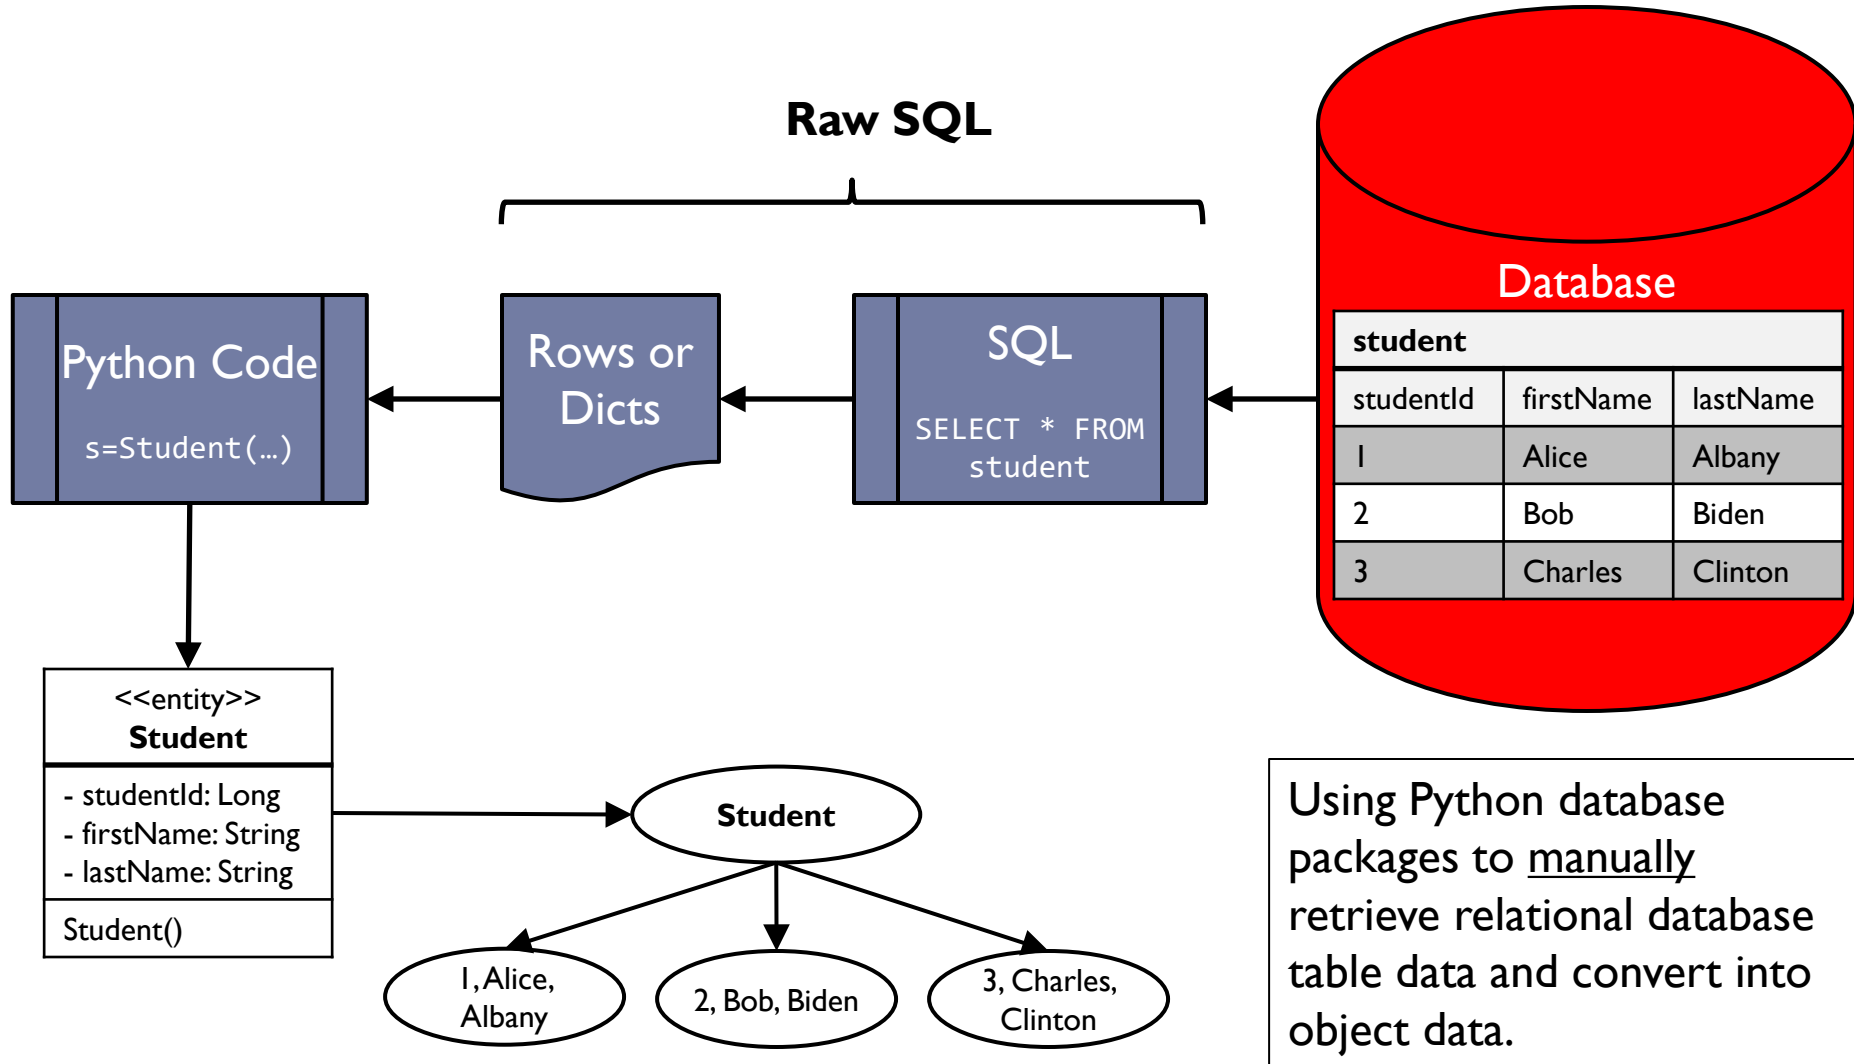 Raw SQL
Python Code
s=Student(…)
Rows or
Dicts
SQL
SELECT * FROM
student
Database
student
studentId firstName lastName
1 Alice Albany
2 Bob Biden
3 Charles Clinton
<<entity>>
Student
- studentId: Long
- firstName: String
- lastName: String
Student()
Student
1, Alice,
Albany
2, Bob, Biden
3, Charles,
Clinton
Using Python database
packages to manually
retrieve relational database
table data and convert into
object data.